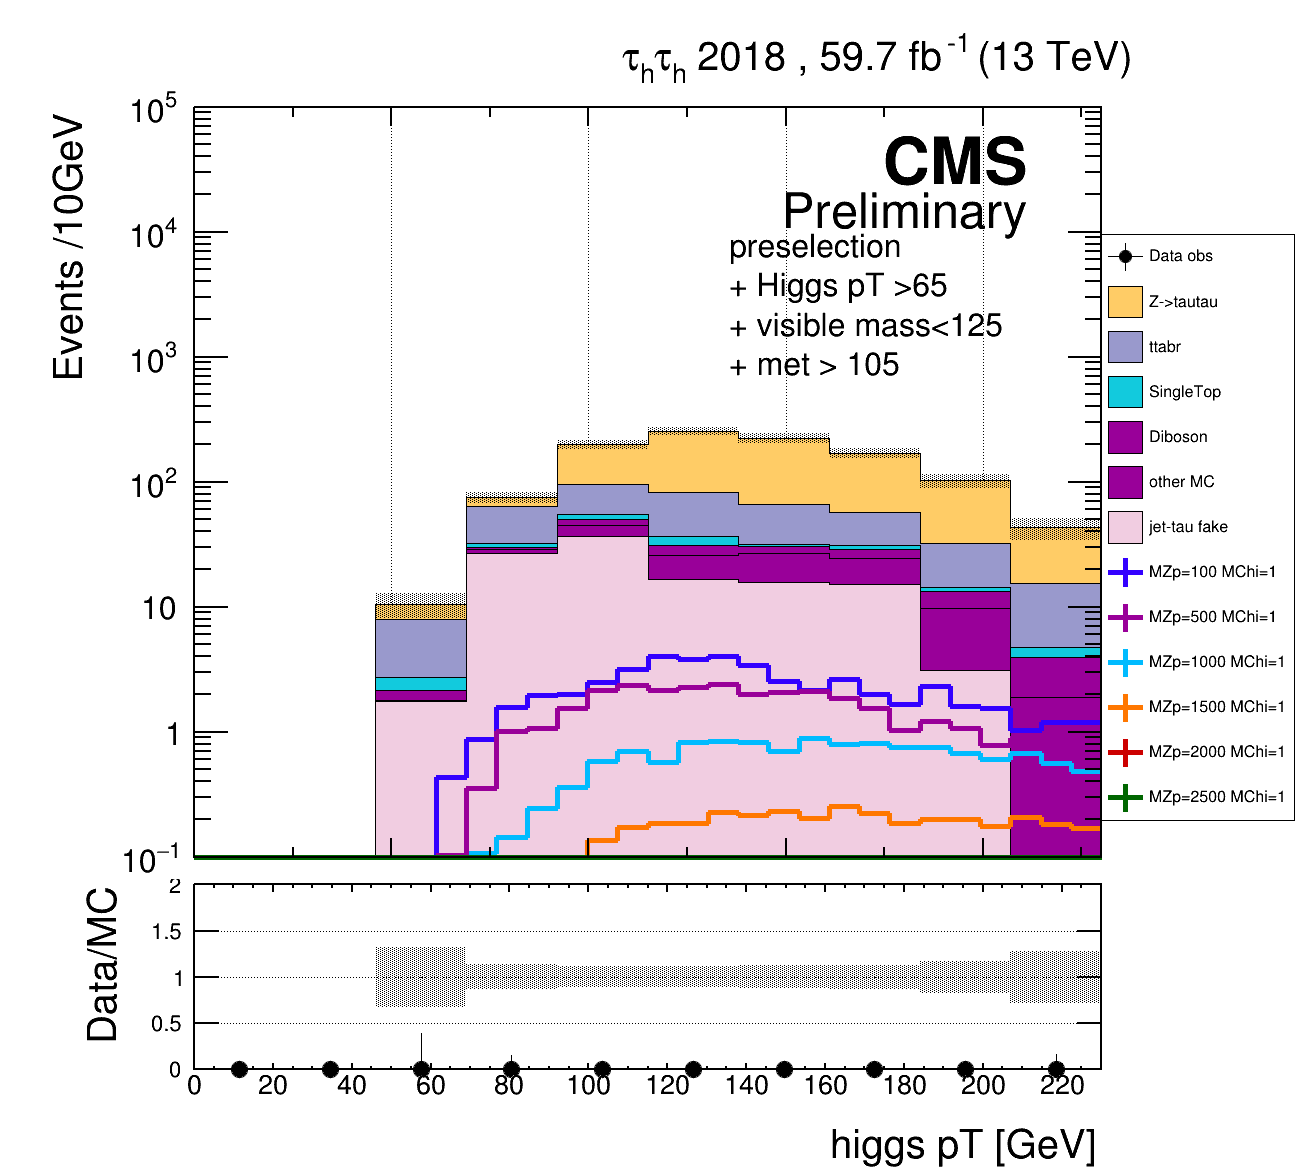 τhτh 2018 , 59.7 fb-1 (13 TeV)
Events /10GeV
10^5
10^4
10^3
10^2
10
1
10^−1
CMS
Preliminary
preselection
+ Higgs pT >65
+ visible mass<125
+ met > 105
Data obs
Z->tautau
ttabr
SingleTop
Diboson
other MC
jet-tau fake
MZp=100 MChi=1
MZp=500 MChi=1
MZp=1000 MChi=1
MZp=1500 MChi=1
MZp=2000 MChi=1
MZp=2500 MChi=1
Data/MC
2
1.5
1
0.5
0
0 20 40 60 80 100 120 140 160 180 200 220
higgs pT [GeV]